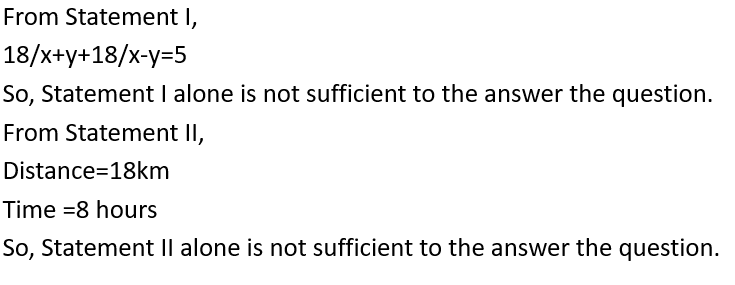 From Statement I,
18/x+y+18/x-y=5
So, Statement I alone is not sufficient to the answer the question.
From Statement II,
Distance=18km
Time =8 hours
So, Statement II alone is not sufficient to the answer the question.